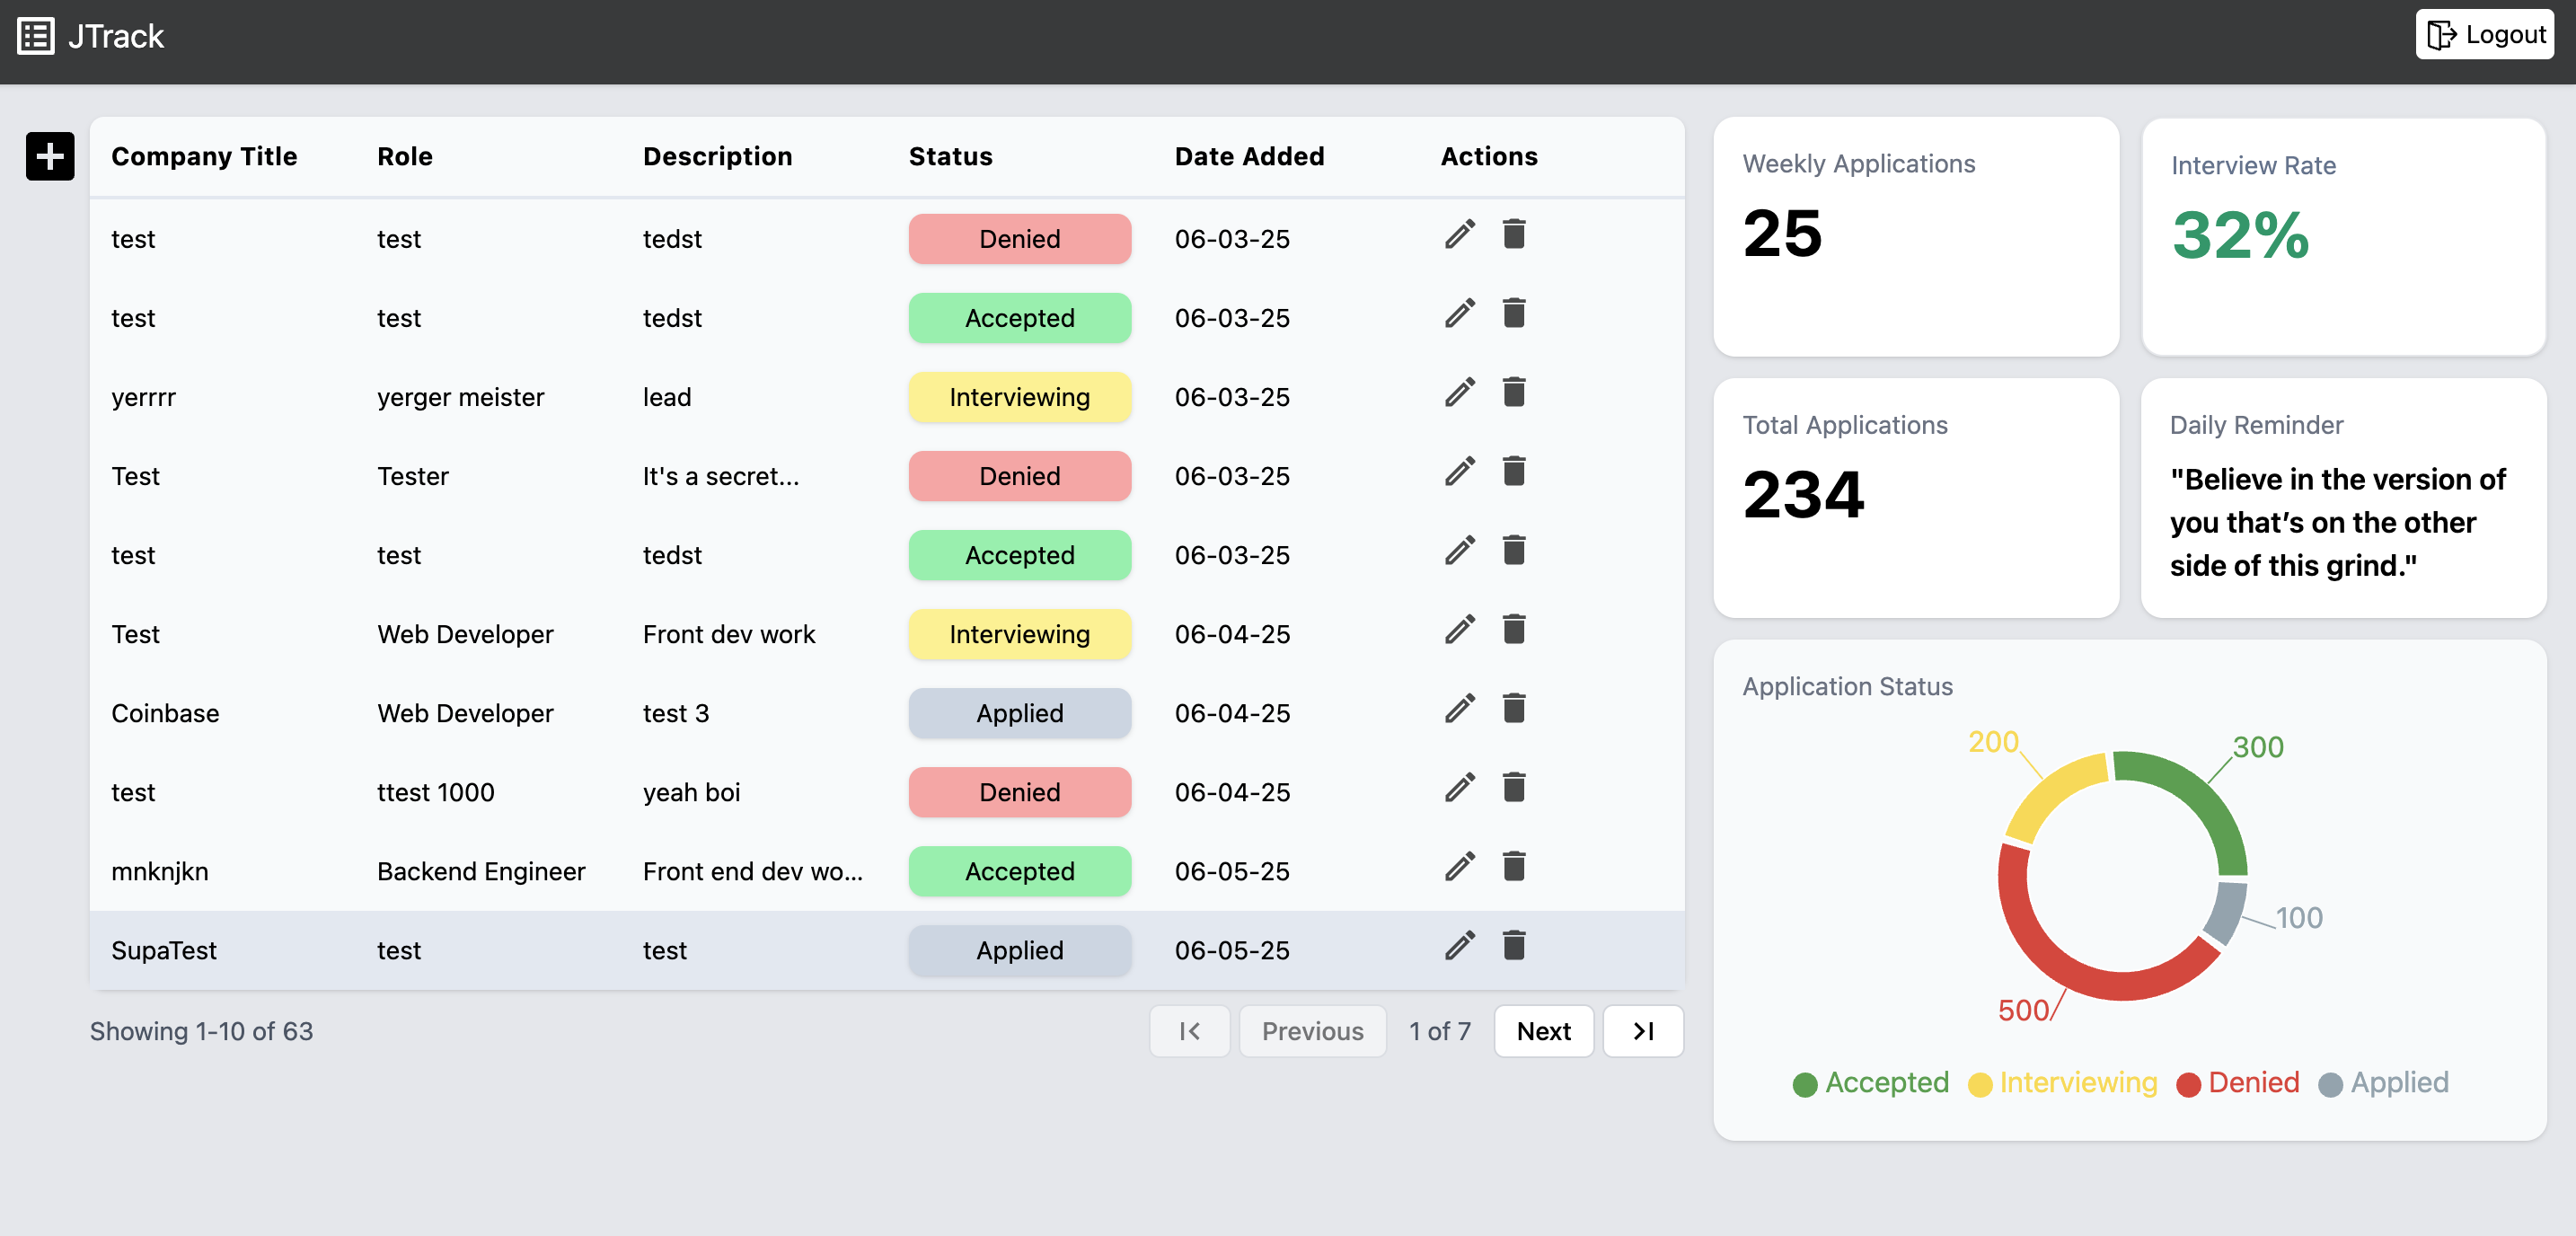 JTrack
Logout
Company Title Role Description Status Date Added Actions
test test tedst Denied 06-03-25
test test tedst Accepted 06-03-25
yerrrr yerger meister lead Interviewing 06-03-25
Test Tester It's a secret... Denied 06-03-25
test test tedst Accepted 06-03-25
Test Web Developer Front dev work Interviewing 06-04-25
Coinbase Web Developer test 3 Applied 06-04-25
test ttest 1000 yeah boi Denied 06-04-25
mnknjkn Backend Engineer Front end dev wo... Accepted 06-05-25
SupaTest test test Applied 06-05-25
Showing 1-10 of 63
Previous 1 of 7 Next
Weekly Applications
25
Interview Rate
32%
Total Applications
234
Daily Reminder
"Believe in the version of
you that’s on the other
side of this grind."
Application Status
200
300
100
500
Accepted Interviewing Denied Applied